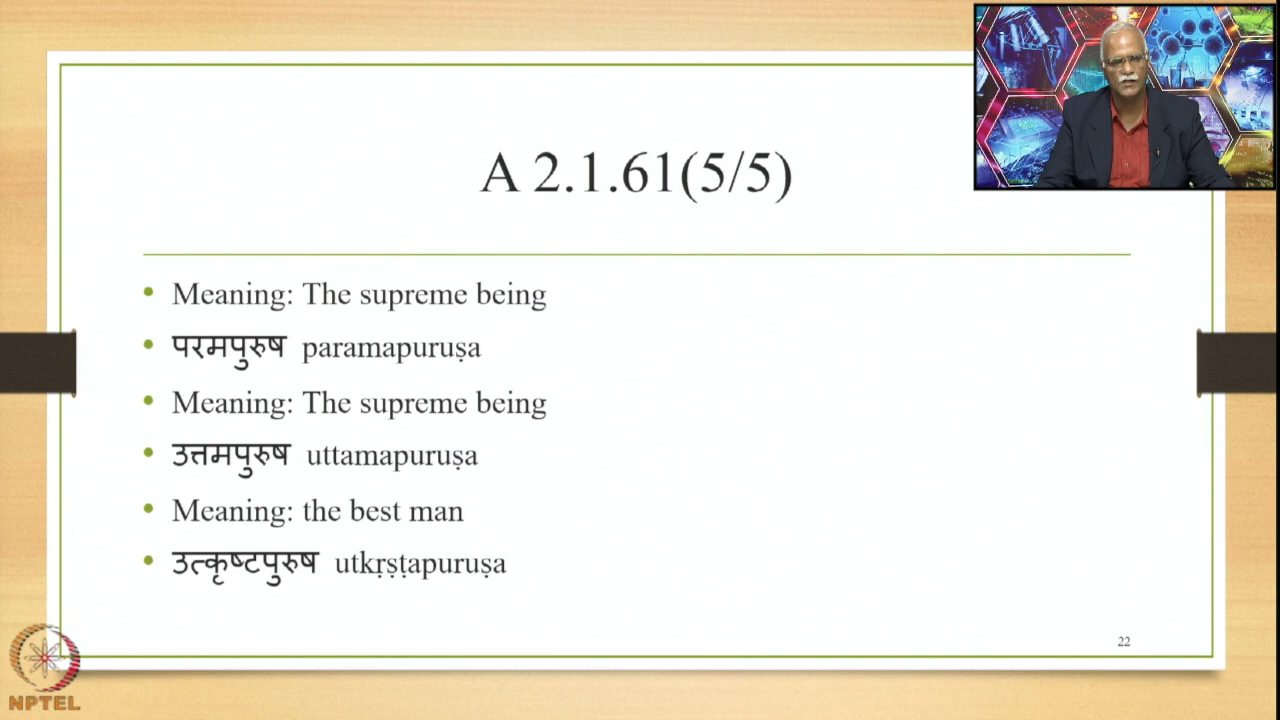 A 2.1.61(5/5)
Meaning: The supreme being
परमपुरुष paramapuruṣa
Meaning: The supreme being
उत्तमपुरुष uttamapuruṣa
Meaning: the best man
उत्कृष्टपुरुष utkṛṣṭapuruṣa
22
NPTEL